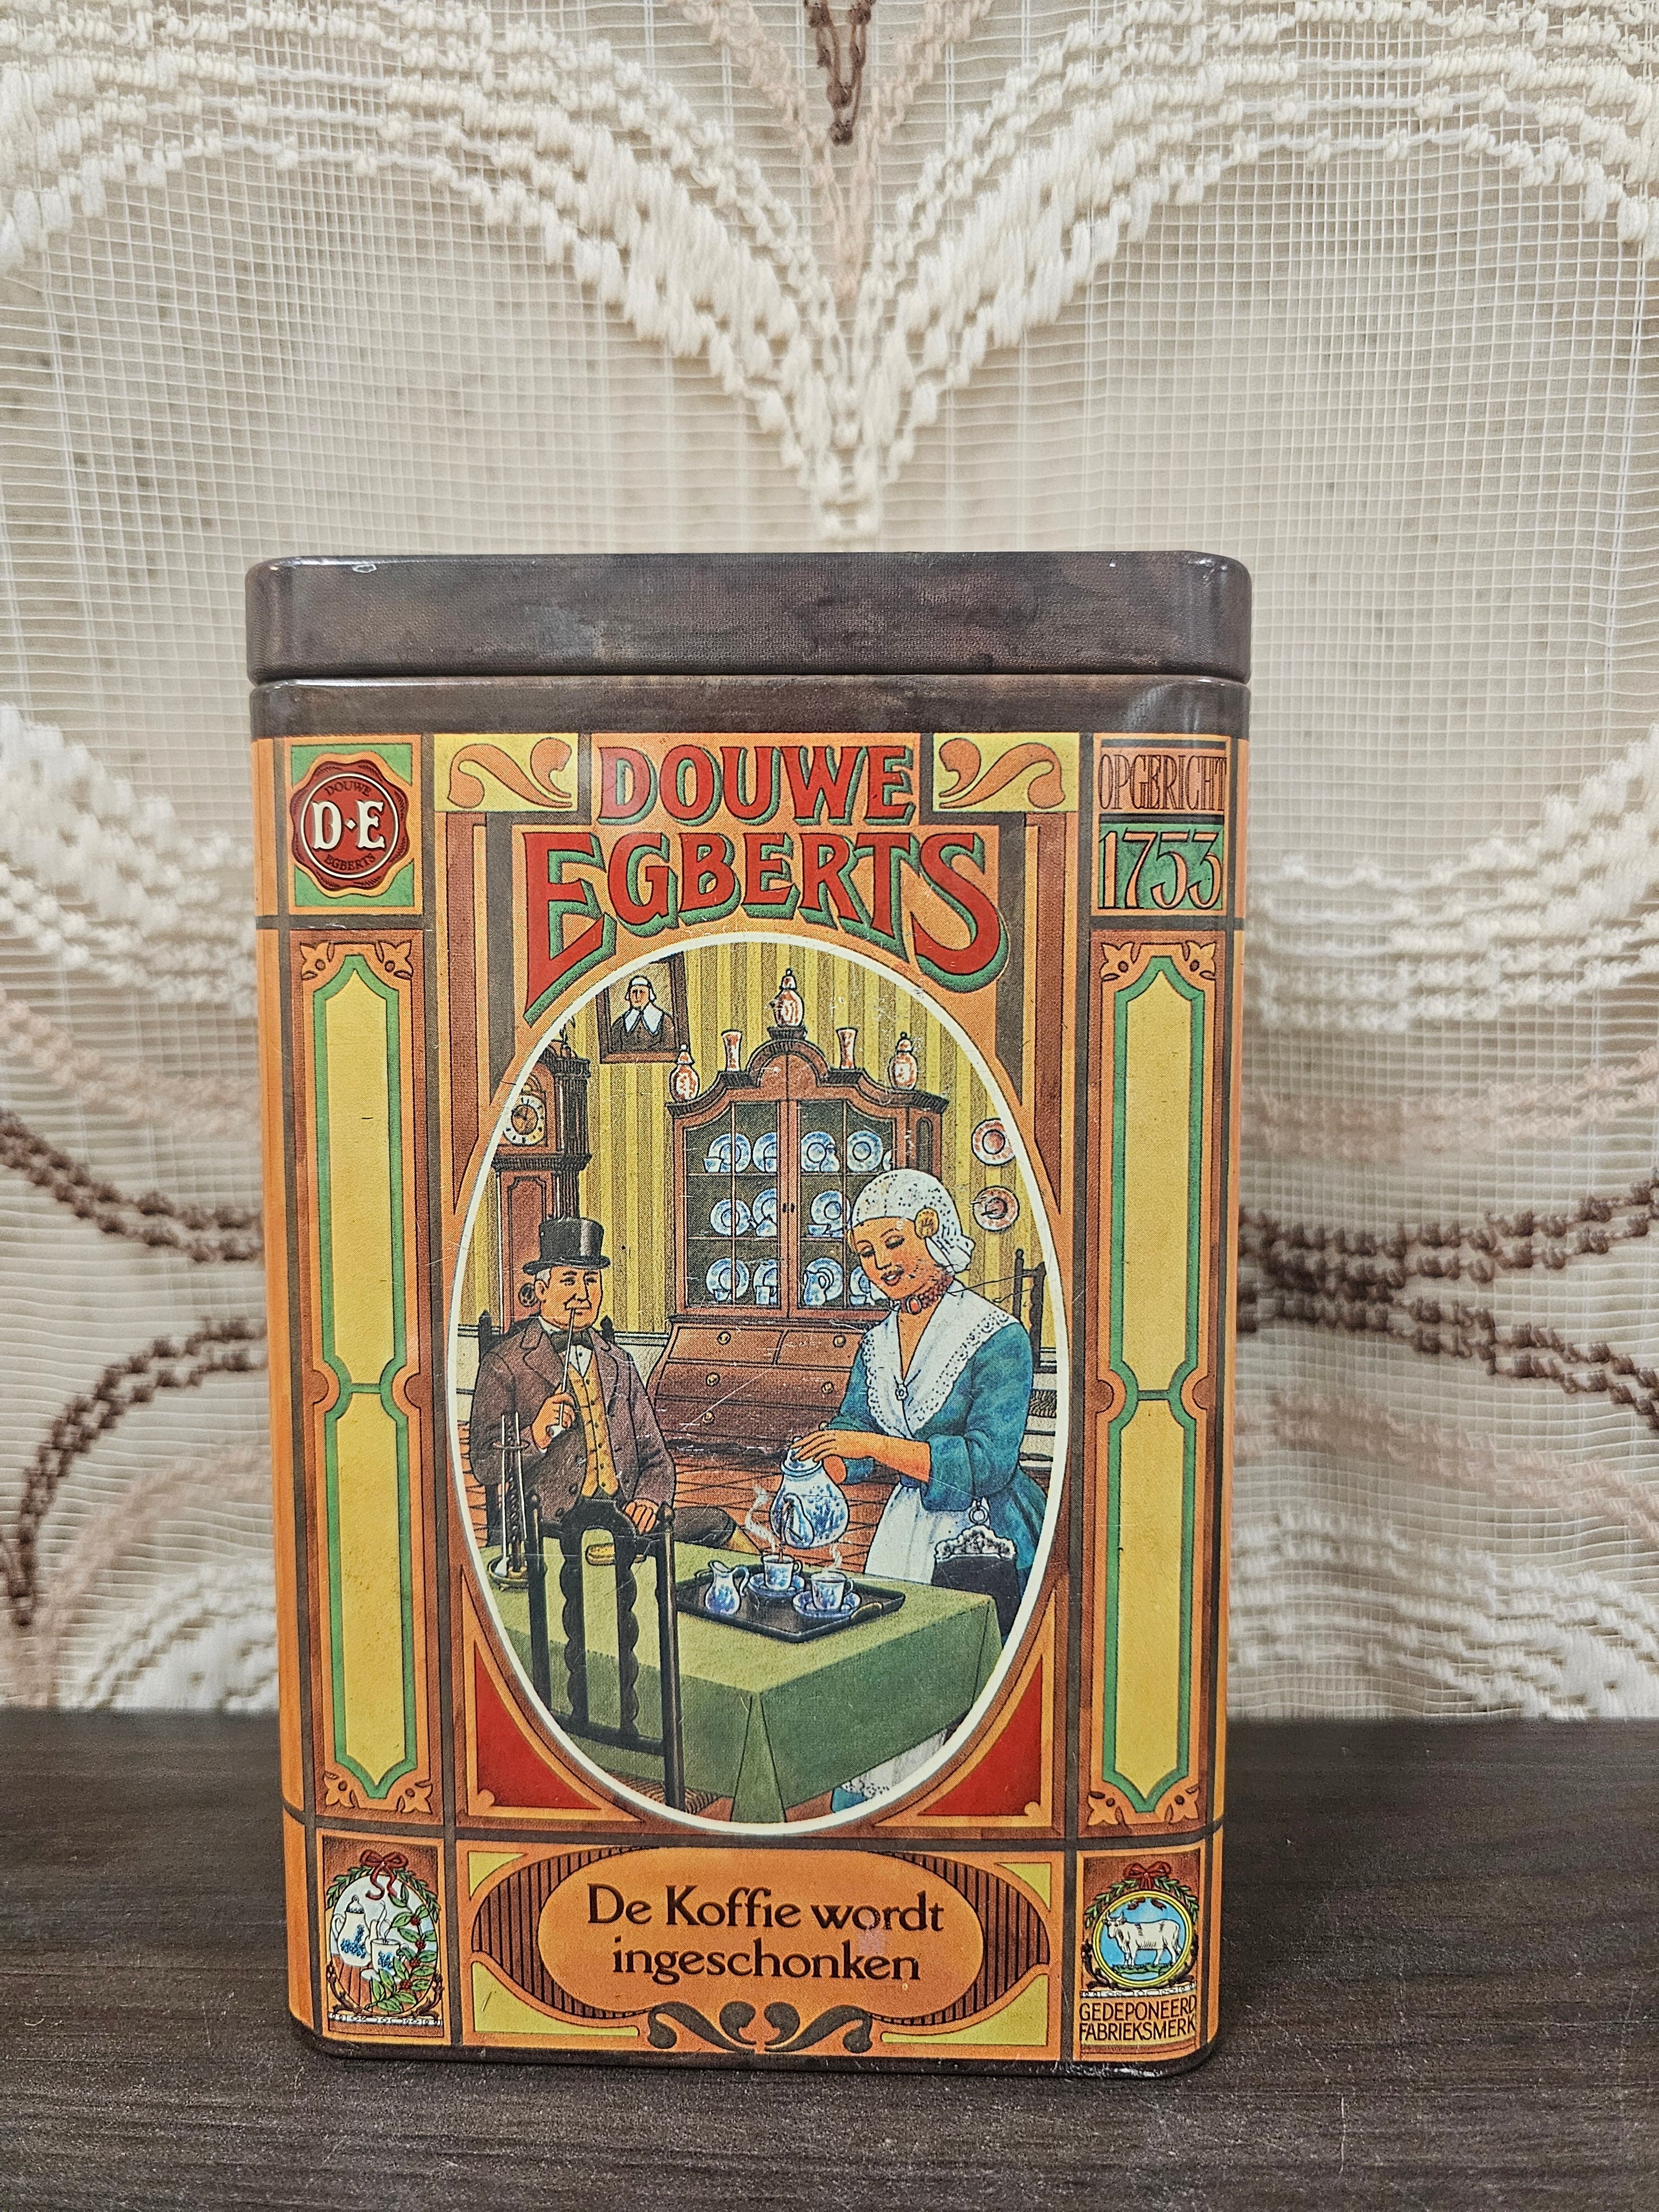 DOUWE
D·E
EGBERTS
DOUWE
EGBERTS
OPGERICHT
1753
De Koffie wordt
ingeschonken
GEDEPONEERD
FABRIEKSMERK